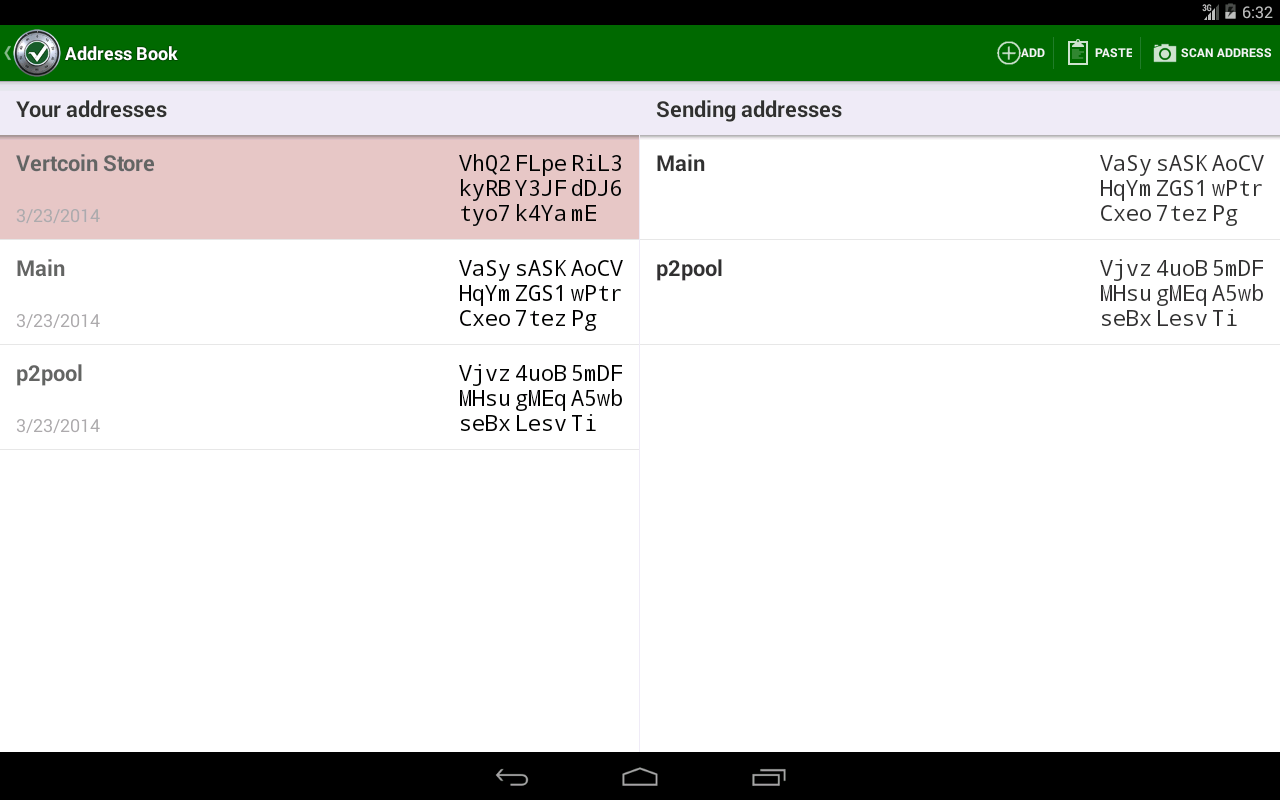 3G 6:32
Address Book ADD PASTE SCAN ADDRESS
Your addresses
Vertcoin Store VhQ2 FLpe RiL3
kyRB Y3JF dDJ6
3/23/2014 tyo7 k4Ya mE
Main VaSy sASK AoCV
HqYm ZGS1 wPtr
3/23/2014 Cxeo 7tez Pg
p2pool Vjvz 4uoB 5mDF
MHsu gMEq A5wb
3/23/2014 seBx Lesv Ti
Sending addresses
Main VaSy sASK AoCV
HqYm ZGS1 wPtr
Cxeo 7tez Pg
p2pool Vjvz 4uoB 5mDF
MHsu gMEq A5wb
seBx Lesv Ti